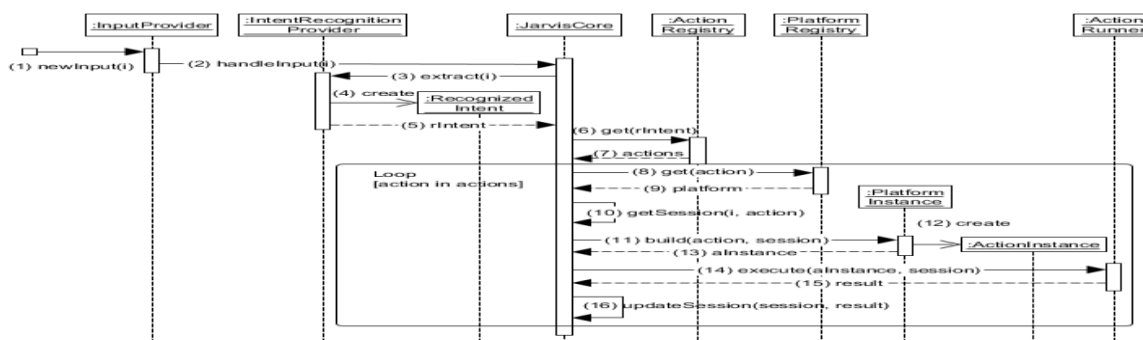 :InputProvider
:IntentRecognition
Provider
:JarvisCore
:Action
Registry
:Platform
Registry
:Action
Runner
(1) newInput(i)
(2) handleInput(i)
(3) extract(i)
(4) create
:Recognized
Intent
(5) rIntent
(6) get(rIntent)
(7) actions
Loop
[action in actions]
(8) get(action)
(9) platform
:Platform
Instance
(10) getSession(i, action)
(11) build(action, session)
(12) create
:ActionInstance
(13) aInstance
(14) execute(aInstance, session)
(15) result
(16) updateSession(session, result)